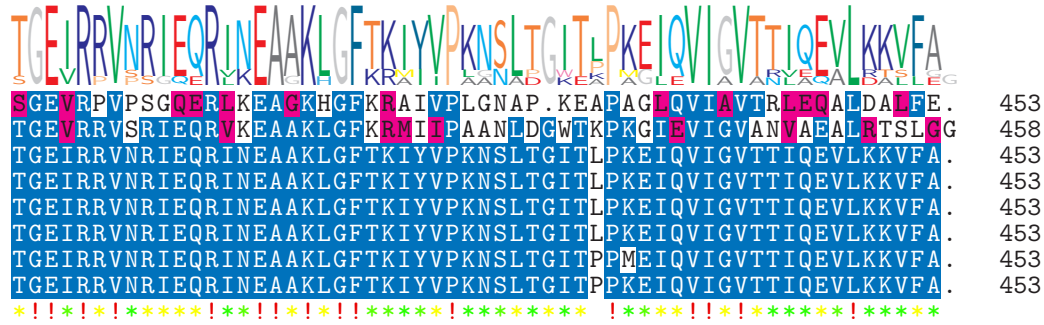 TGEIRRVNRIEQRINEAAKLGFTKIYVPKNSLTGITLPKEIQVIGVTTIQEVLKKVFA
SGEVRPVPSGQERLKEAGKHGFKRAIVPLGNAP.KEAPAGLQVIAVTRLEQALDALFE. 453
TGEVRRVSRIEQRVKEAAKLGFKRMIIPAANLDGWTKPKGIEVIGVANVAEALRTSLGG 458
TGEIRRVNRIEQRINEAAKLGFTKIYVPKNSLTGITLPKEIQVIGVTTIQEVLKKVFA. 453
TGEIRRVNRIEQRINEAAKLGFTKIYVPKNSLTGITLPKEIQVIGVTTIQEVLKKVFA. 453
TGEIRRVNRIEQRINEAAKLGFTKIYVPKNSLTGITLPKEIQVIGVTTIQEVLKKVFA. 453
TGEIRRVNRIEQRINEAAKLGFTKIYVPKNSLTGITLPKEIQVIGVTTIQEVLKKVFA. 453
TGEIRRVNRIEQRINEAAKLGFTKIYVPKNSLTGITPPMEIQVIGVTTIQEVLKKVFA. 453
TGEIRRVNRIEQRINEAAKLGFTKIYVPKNSLTGITPPKEIQVIGVTTIQEVLKKVFA. 453
*!!*!*!*****!**!!*!*!!*****!******** !****!!*!******!*****